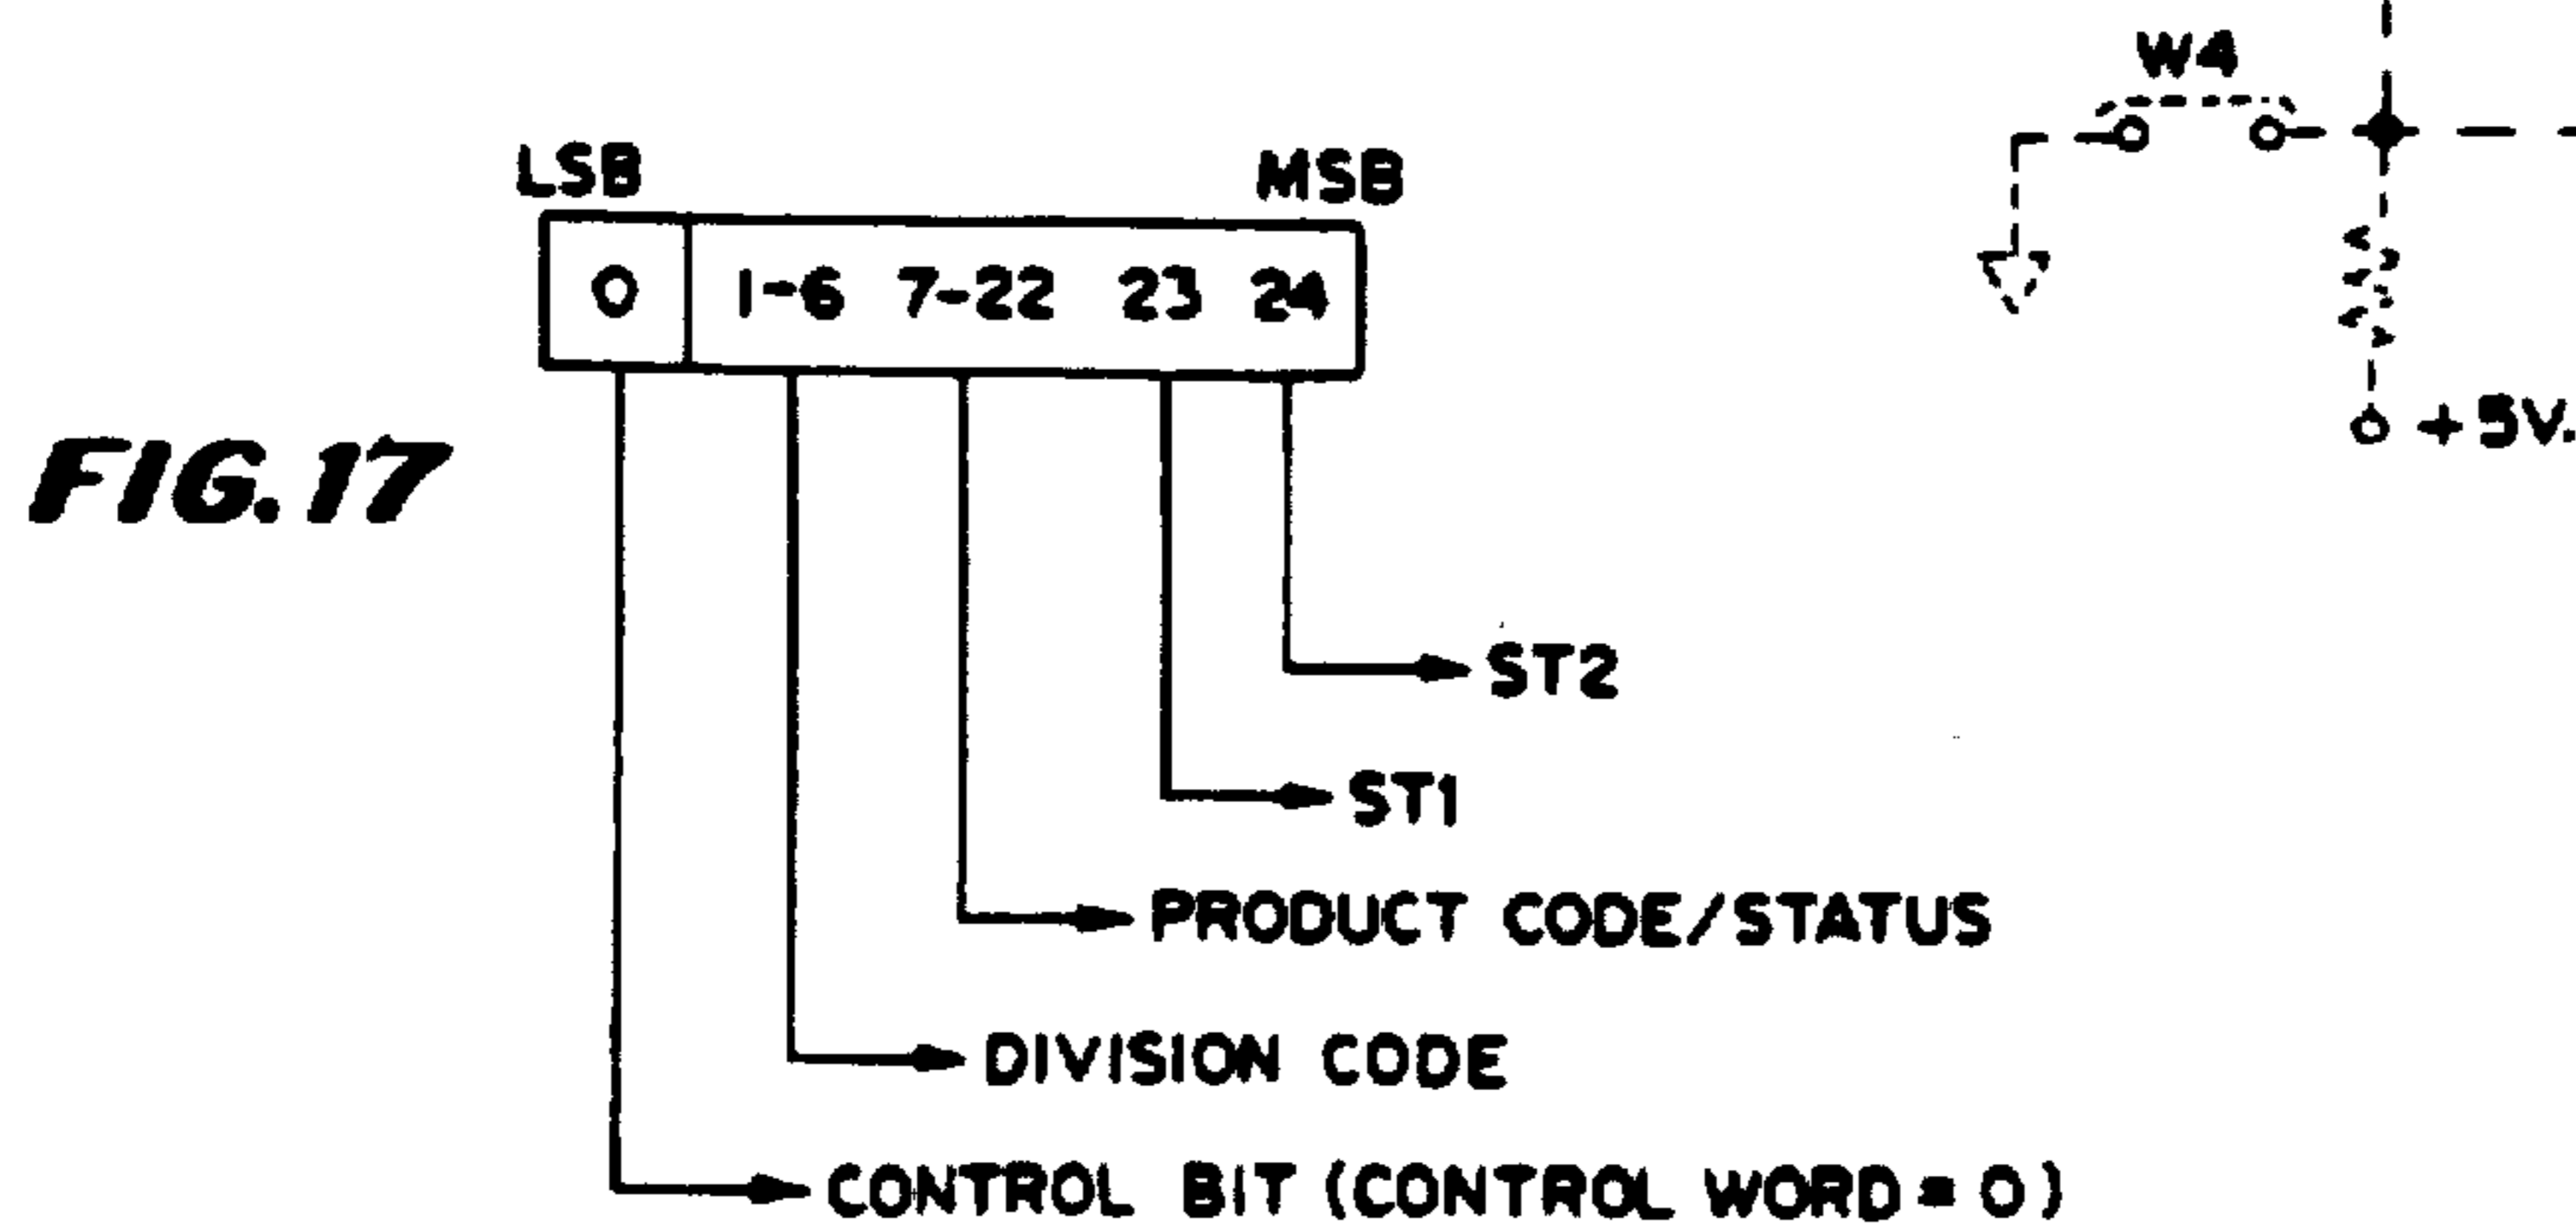 W4
LSB MSB
0 1-6 7-22 23 24
+5V.
FIG. 17
ST2
ST1
PRODUCT CODE/STATUS
DIVISION CODE
CONTROL BIT (CONTROL WORD = 0)